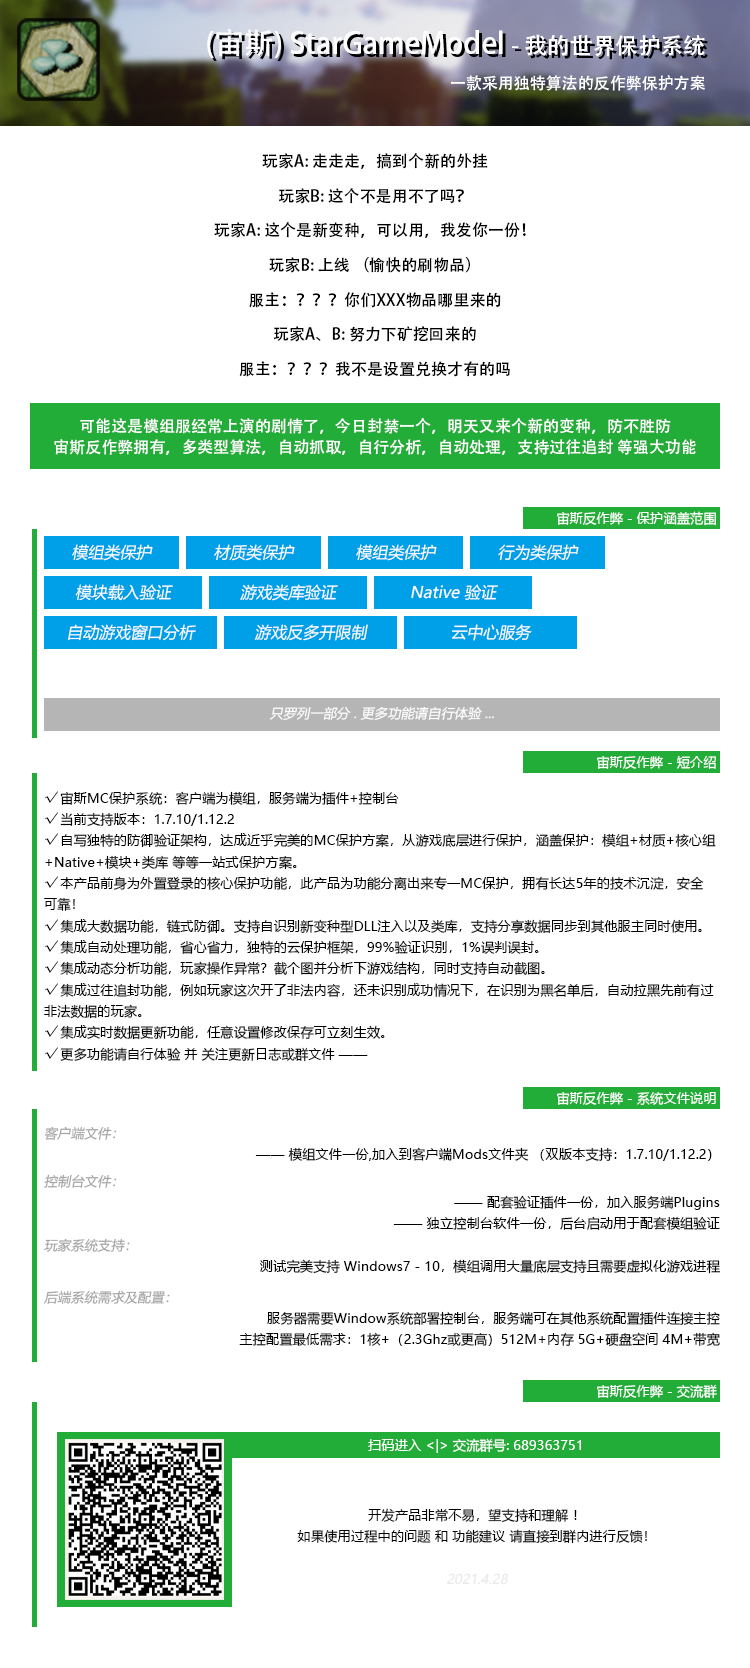 (宙斯) StarGameModel - 我的世界保护系统
一款采用独特算法的反作弊保护方案
玩家A: 走走走，搞到个新的外挂
玩家B: 这个不是用不了吗？
玩家A: 这个是新变种，可以用，我发你一份！
玩家B: 上线 （愉快的刷物品）
服主：？？？ 你们XXX物品哪里来的
玩家A、B: 努力下矿挖回来的
服主：？？？ 我不是设置兑换才有的吗
可能这是模组服经常上演的剧情了，今日封禁一个，明天又来个新的变种，防不胜防
宙斯反作弊拥有，多类型算法，自动抓取，自行分析，自动处理，支持过往追封 等强大功能
宙斯反作弊 - 保护涵盖范围
模组类保护 材质类保护 模组类保护 行为类保护
模块载入验证 游戏类库验证 Native 验证
自动游戏窗口分析 游戏反多开限制 云中心服务
只罗列一部分 . 更多功能请自行体验 ...
宙斯反作弊 - 短介绍
✓宙斯MC保护系统：客户端为模组，服务端为插件+控制台
✓当前支持版本：1.7.10/1.12.2
✓自写独特的防御验证架构，达成近乎完美的MC保护方案，从游戏底层进行保护，涵盖保护：模组+材质+核心组
+Native+模块+类库 等等一站式保护方案。
✓本产品前身为外置登录的核心保护功能，此产品为功能分离出来专一MC保护，拥有长达5年的技术沉淀，安全
可靠！
✓集成大数据功能，链式防御。支持自识别新变种型DLL注入以及类库，支持分享数据同步到其他服主同时使用。
✓集成自动处理功能，省心省力，独特的云保护框架，99%验证识别，1%误判误封。
✓集成动态分析功能，玩家操作异常？截个图并分析下游戏结构，同时支持自动截图。
✓集成过往追封功能，例如玩家这次开了非法内容，还未识别成功情况下，在识别为黑名单后，自动拉黑先前有过
非法数据的玩家。
✓集成实时数据更新功能，任意设置修改保存可立刻生效。
✓更多功能请自行体验 并 关注更新日志或群文件 ——
宙斯反作弊 - 系统文件说明
客户端文件：
—— 模组文件一份,加入到客户端Mods文件夹 （双版本支持：1.7.10/1.12.2）
控制台文件：
—— 配套验证插件一份，加入服务端Plugins
—— 独立控制台软件一份，后台启动用于配套模组验证
玩家系统支持：
测试完美支持 Windows7 - 10，模组调用大量底层支持且需要虚拟化游戏进程
后端系统需求及配置：
服务器需要Window系统部署控制台，服务端可在其他系统配置插件连接主控
主控配置最低需求：1核+（2.3Ghz或更高）512M+内存 5G+硬盘空间 4M+带宽
宙斯反作弊 - 交流群
扫码进入 <|> 交流群号: 689363751
开发产品非常不易，望支持和理解 ！
如果使用过程中的问题 和 功能建议 请直接到群内进行反馈！
2021.4.28